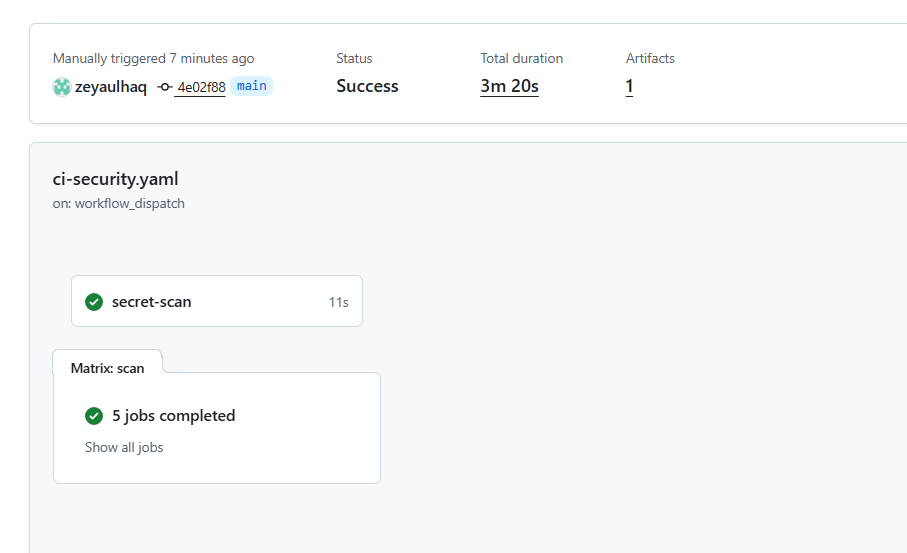 Manually triggered 7 minutes ago
Status
Total duration
Artifacts
zeyaulhaq 4e02f88 main
Success
3m 20s
1
ci-security.yaml
on: workflow_dispatch
secret-scan
11s
Matrix: scan
5 jobs completed
Show all jobs